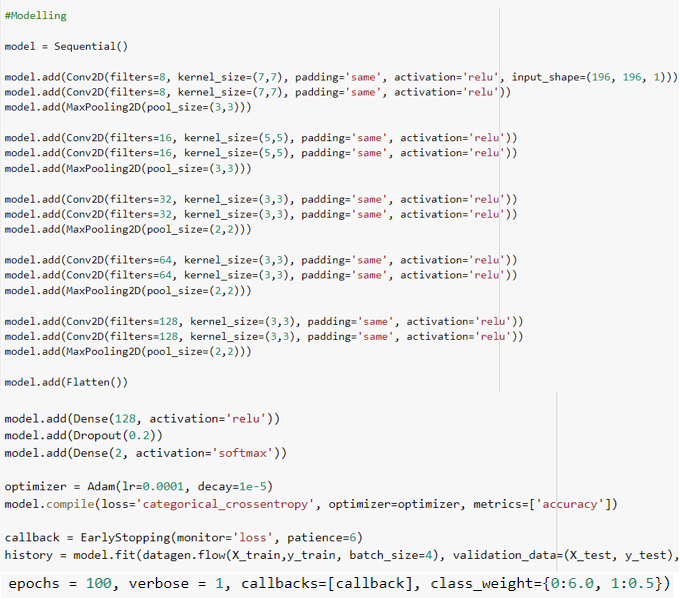 #Modelling
model = Sequential()
model.add(Conv2D(filters=8, kernel_size=(7,7), padding='same', activation='relu', input_shape=(196, 196, 1)))
model.add(Conv2D(filters=8, kernel_size=(7,7), padding='same', activation='relu'))
model.add(MaxPooling2D(pool_size=(3,3)))
model.add(Conv2D(filters=16, kernel_size=(5,5), padding='same', activation='relu'))
model.add(Conv2D(filters=16, kernel_size=(5,5), padding='same', activation='relu'))
model.add(MaxPooling2D(pool_size=(3,3)))
model.add(Conv2D(filters=32, kernel_size=(3,3), padding='same', activation='relu'))
model.add(Conv2D(filters=32, kernel_size=(3,3), padding='same', activation='relu'))
model.add(MaxPooling2D(pool_size=(2,2)))
model.add(Conv2D(filters=64, kernel_size=(3,3), padding='same', activation='relu'))
model.add(Conv2D(filters=64, kernel_size=(3,3), padding='same', activation='relu'))
model.add(MaxPooling2D(pool_size=(2,2)))
model.add(Conv2D(filters=128, kernel_size=(3,3), padding='same', activation='relu'))
model.add(Conv2D(filters=128, kernel_size=(3,3), padding='same', activation='relu'))
model.add(MaxPooling2D(pool_size=(2,2)))
model.add(Flatten())
model.add(Dense(128, activation='relu'))
model.add(Dropout(0.2))
model.add(Dense(2, activation='softmax'))
optimizer = Adam(lr=0.0001, decay=1e-5)
model.compile(loss='categorical_crossentropy', optimizer=optimizer, metrics=['accuracy'])
callback = EarlyStopping(monitor='loss', patience=6)
history = model.fit(datagen.flow(X_train,y_train, batch_size=4), validation_data=(X_test, y_test),
epochs = 100, verbose = 1, callbacks=[callback], class_weight={0:6.0, 1:0.5})